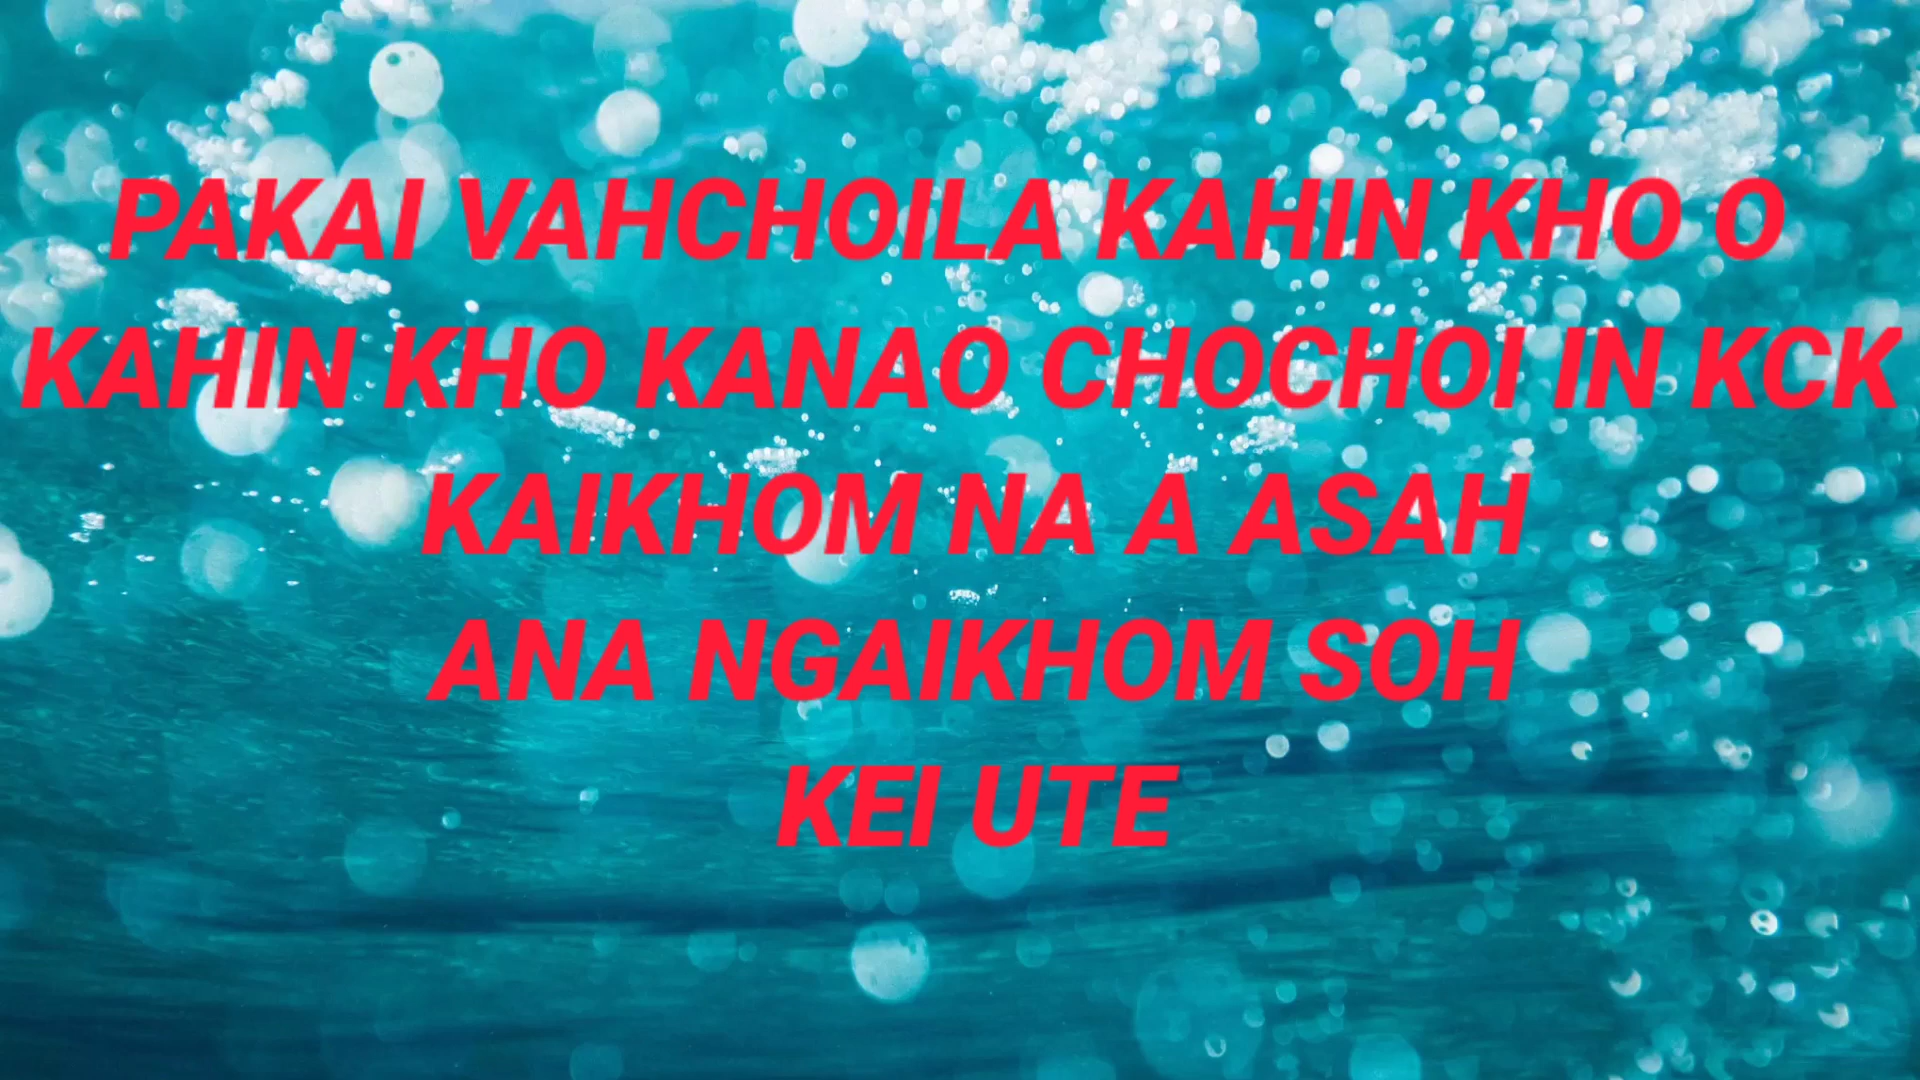 PAKAI VAHCHOILA KAHIN KHO O
KAHIN KHO KANAO CHOCHOI IN KCK
KAIKHOM NA A ASAH
ANA NGAIKHOM SOH
KEI UTE